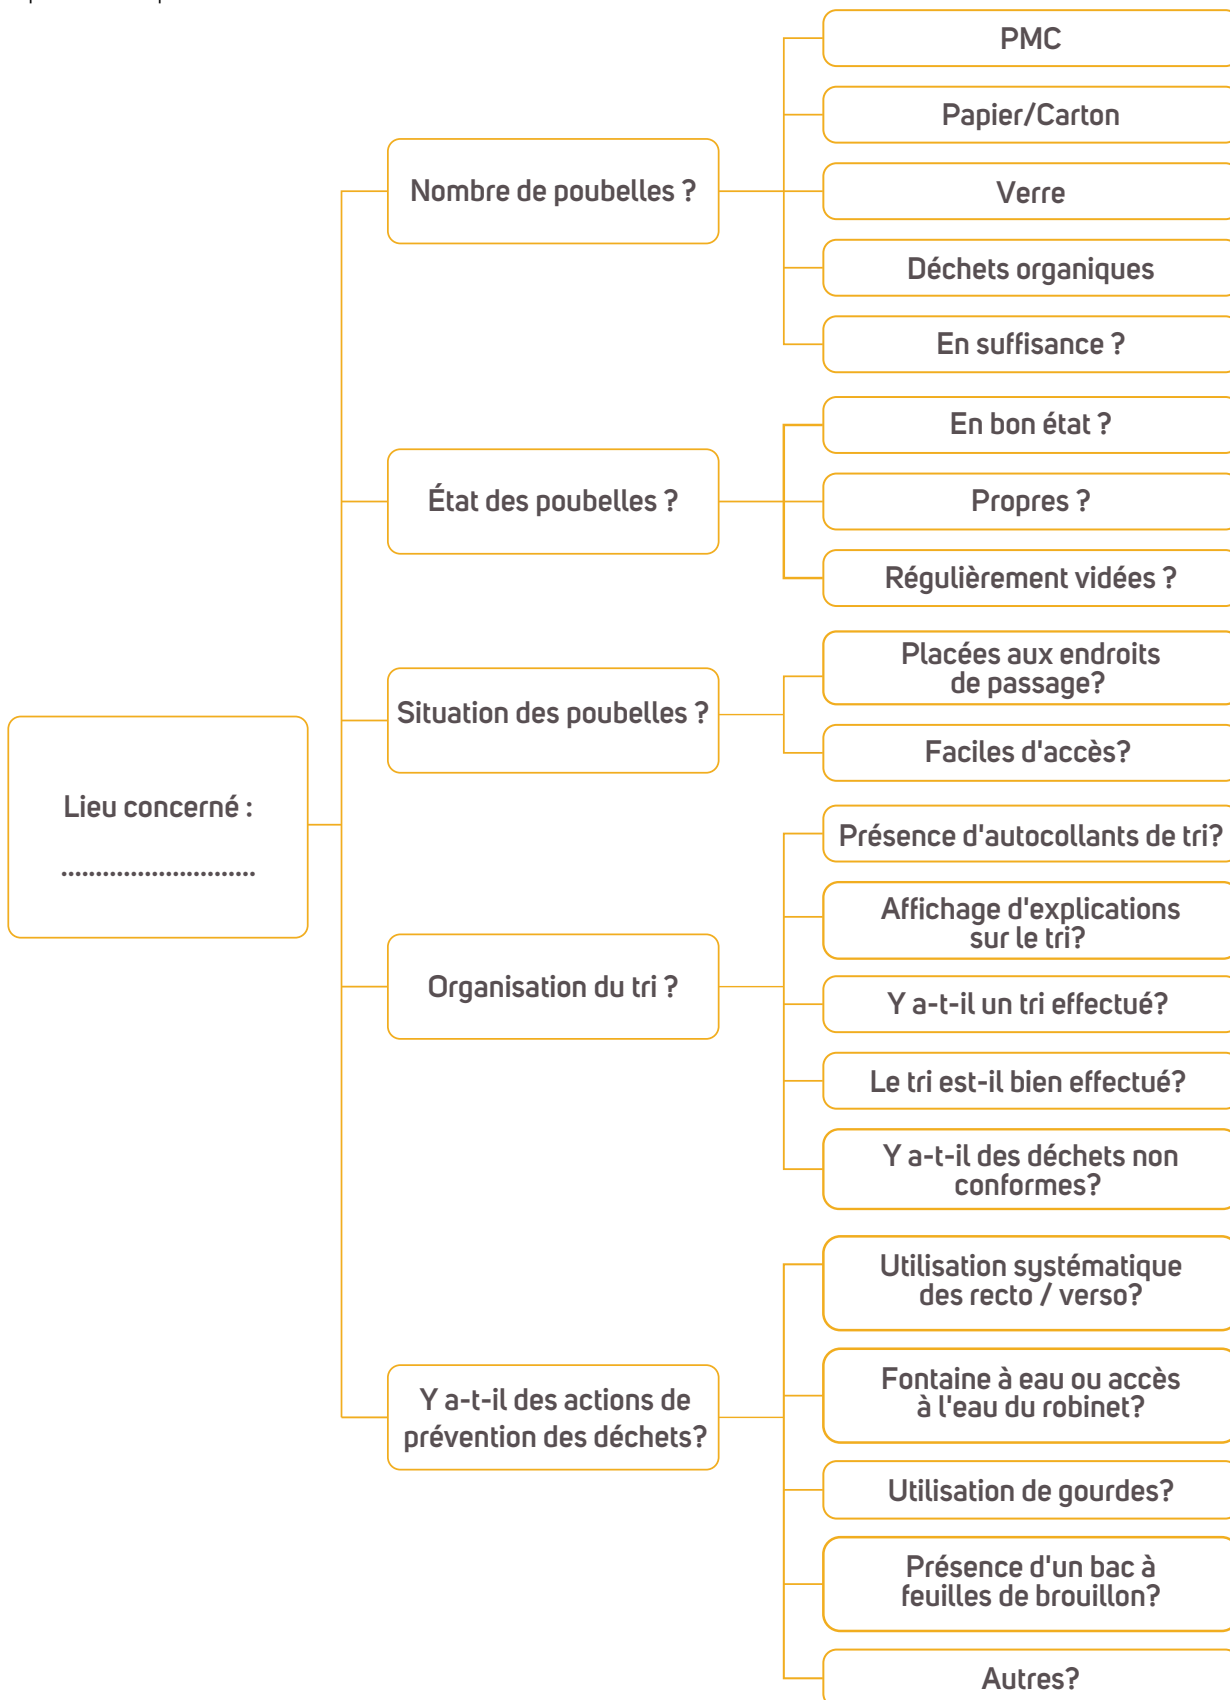 PMC
Papier/Carton
Nombre de poubelles ?
Verre
Déchets organiques
En suffisance ?
En bon état ?
État des poubelles ?
Propres ?
Régulièrement vidées ?
Placées aux endroits
de passage?
Situation des poubelles ?
Faciles d'accès?
Lieu concerné :
............................
Présence d'autocollants de tri?
Affichage d'explications
sur le tri?
Organisation du tri ?
Y a-t-il un tri effectué?
Le tri est-il bien effectué?
Y a-t-il des déchets non
conformes?
Utilisation systématique
des recto / verso?
Fontaine à eau ou accès
à l'eau du robinet?
Y a-t-il des actions de
prévention des déchets?
Utilisation de gourdes?
Présence d'un bac à
feuilles de brouillon?
Autres?